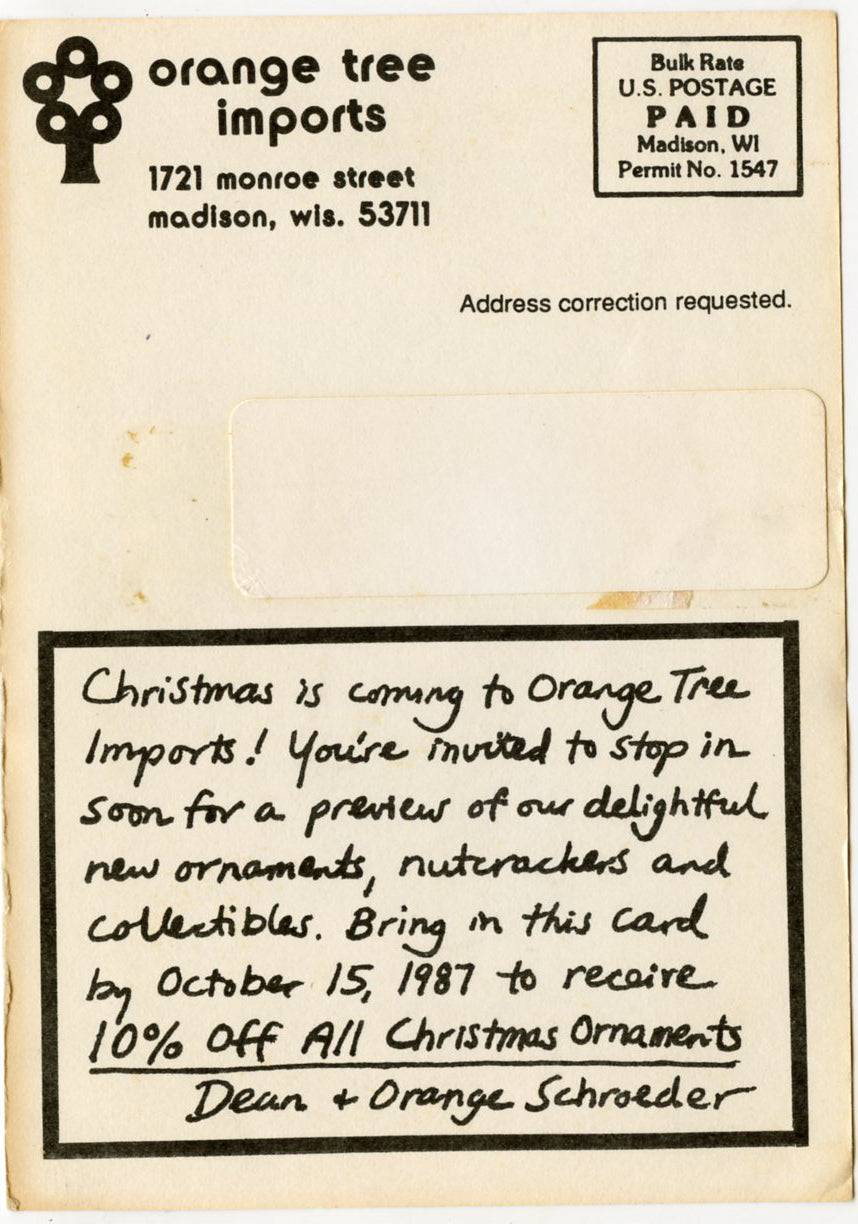 orange tree
imports
1721 monroe street
madison, wis. 53711
Bulk Rate
U.S. POSTAGE
PAID
Madison, WI
Permit No. 1547
Address correction requested.
Christmas is coming to Orange Tree
Imports! You're invited to stop in
soon for a preview of our delightful
new ornaments, nutcrackers and
collectibles. Bring in this card
by October 15, 1987 to receive
10% Off All Christmas Ornaments
Dean + Orange Schroeder